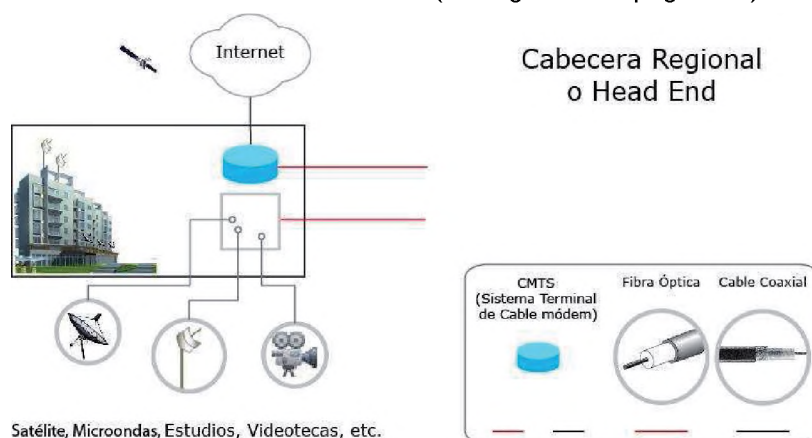 Internet
Cabecera Regional
o Head End
CMTS
(Sistema Terminal
de Cable módem)
Fibra Óptica
Cable Coaxial
Satélite, Microondas, Estudios, Videotecas, etc.